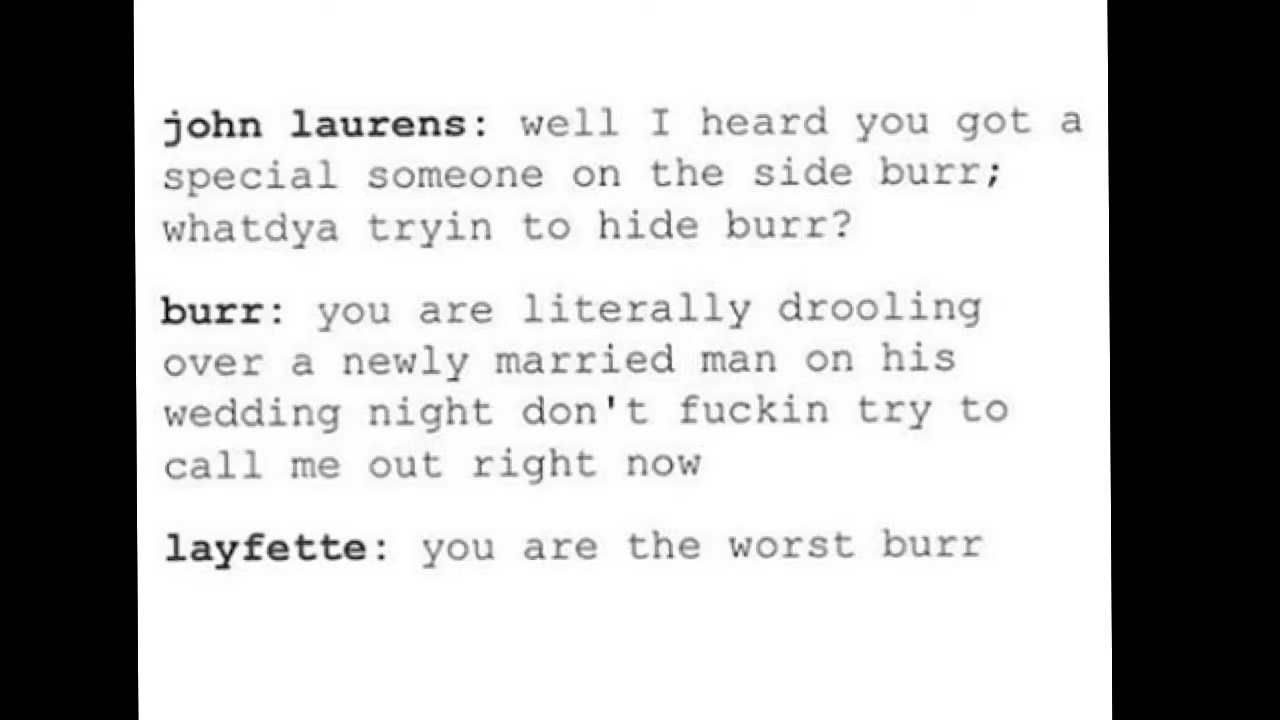 john laurens: well I heard you got a
special someone on the side burr;
whatdya tryin to hide burr?
burr: you are literally drooling
over a newly married man on his
wedding night don't fuckin try to
call me out right now
layfette: you are the worst burr